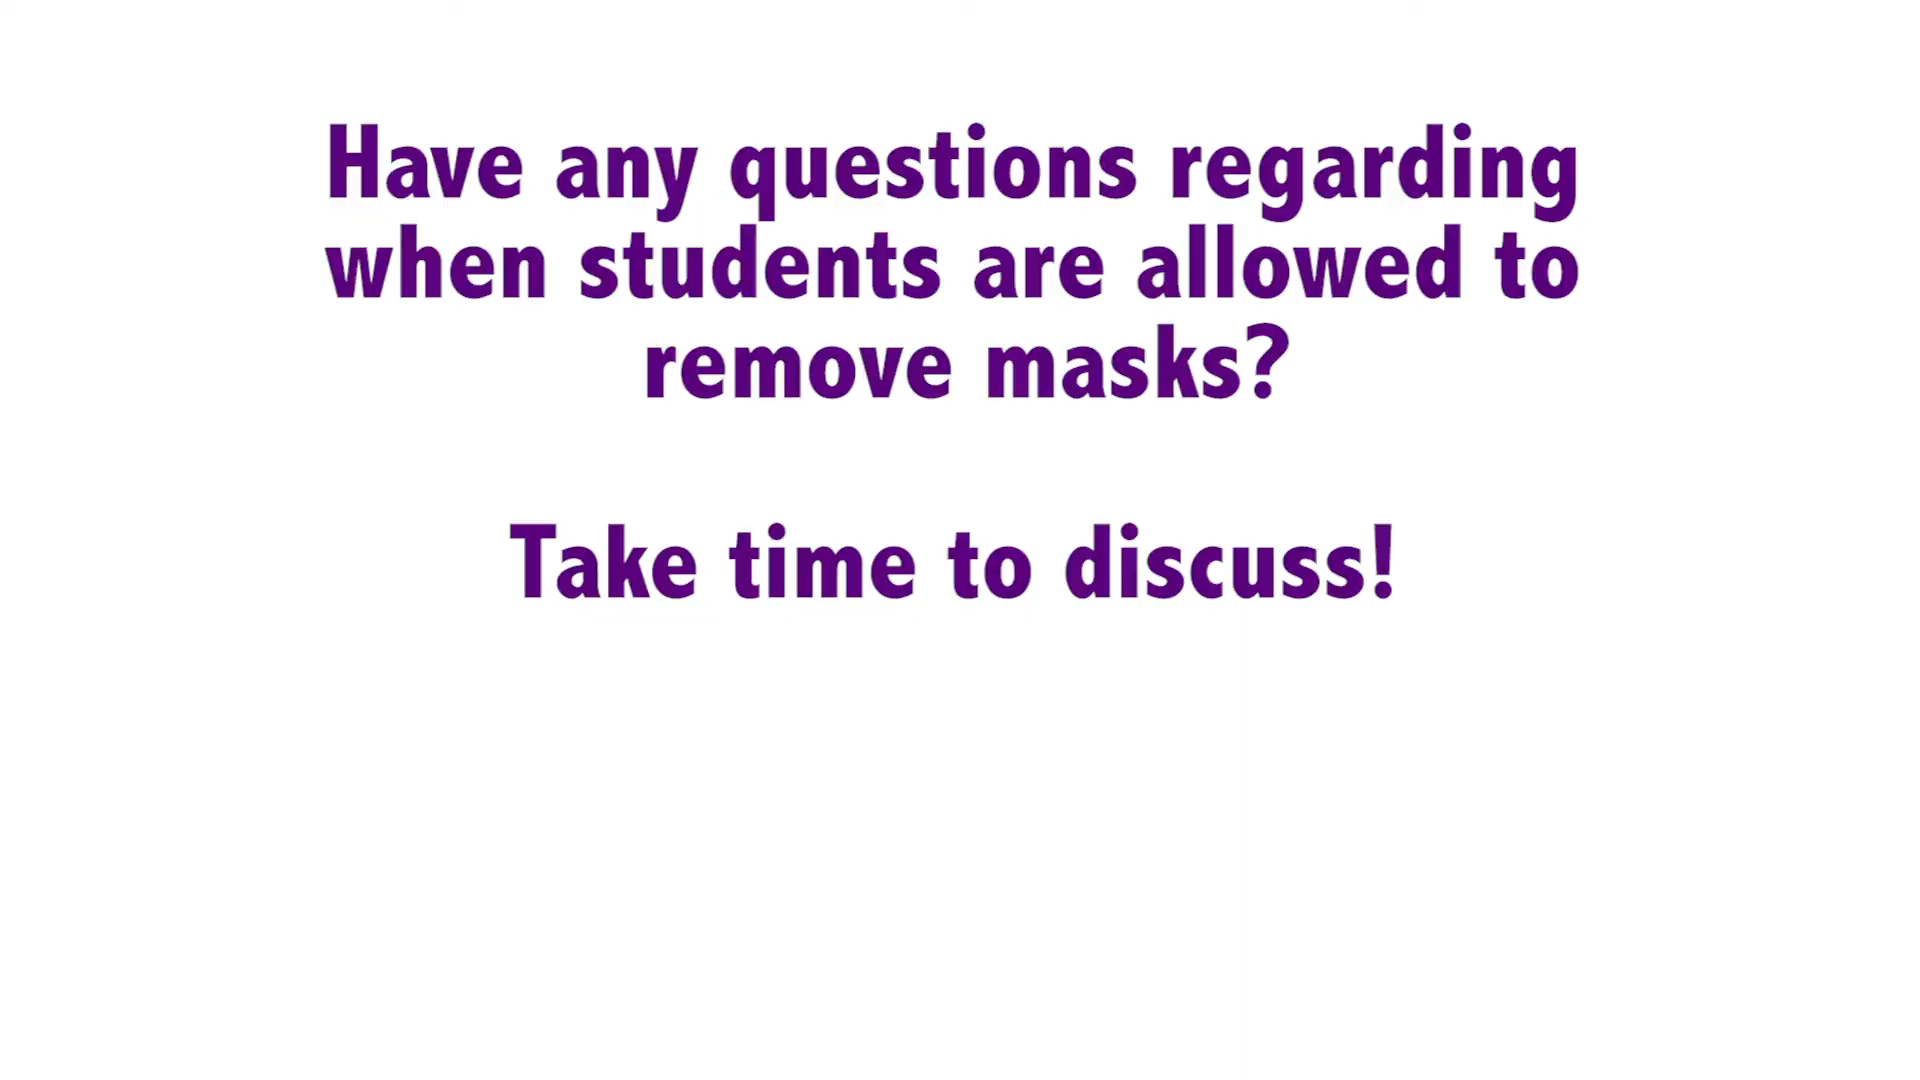 Have any questions regarding
when students are allowed to
remove masks?
Take time to discuss!